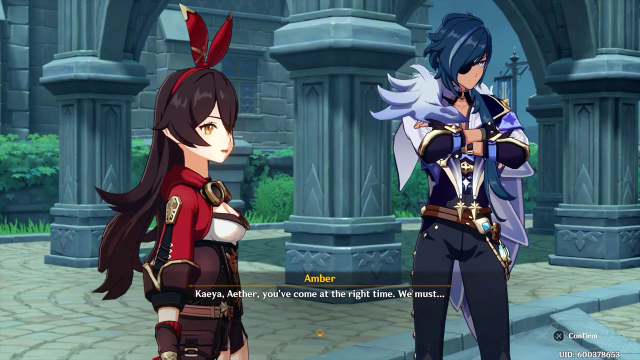 Amber
Kaeya, Aether, you've come at the right time. We must...
Confirm
UID: 600378653